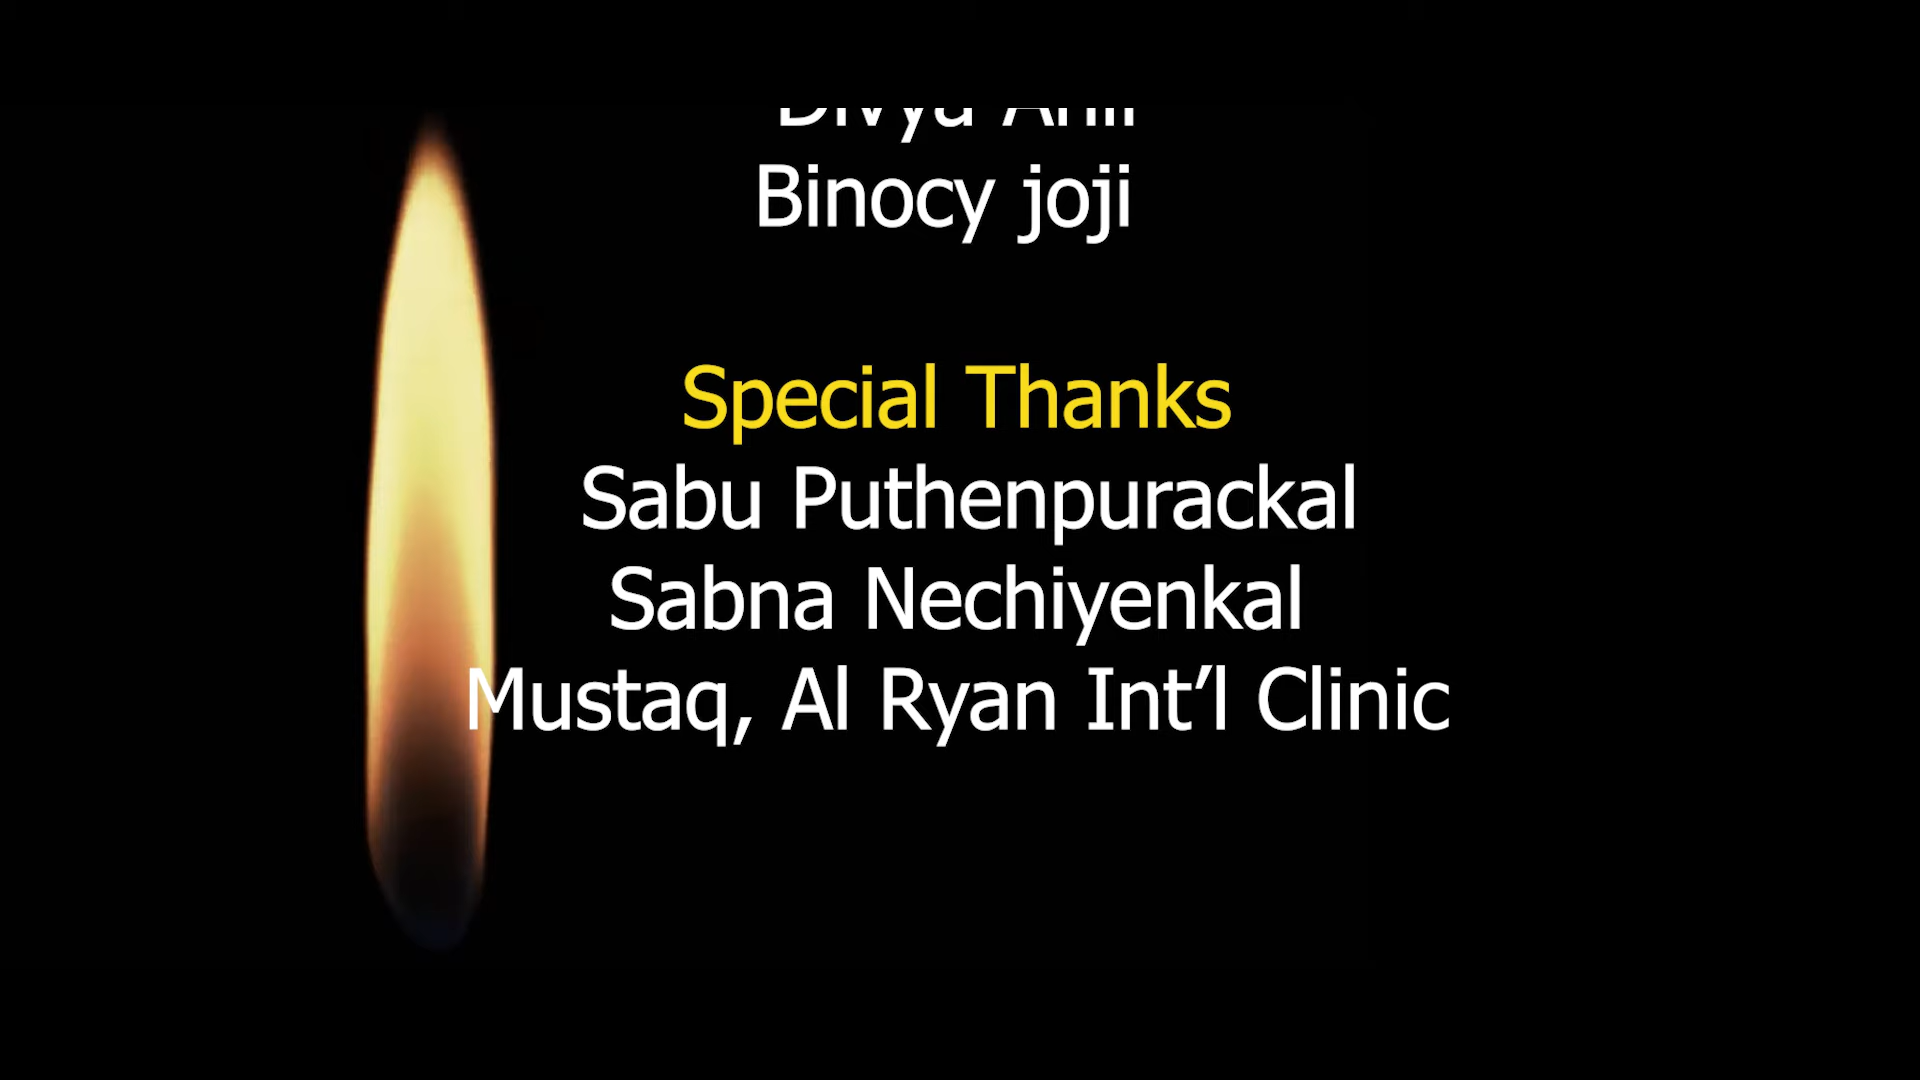 Binocy joji
Special Thanks
Sabu Puthenpurackal
Sabna Nechiyenkal
Mustaq, Al Ryan Int’l Clinic